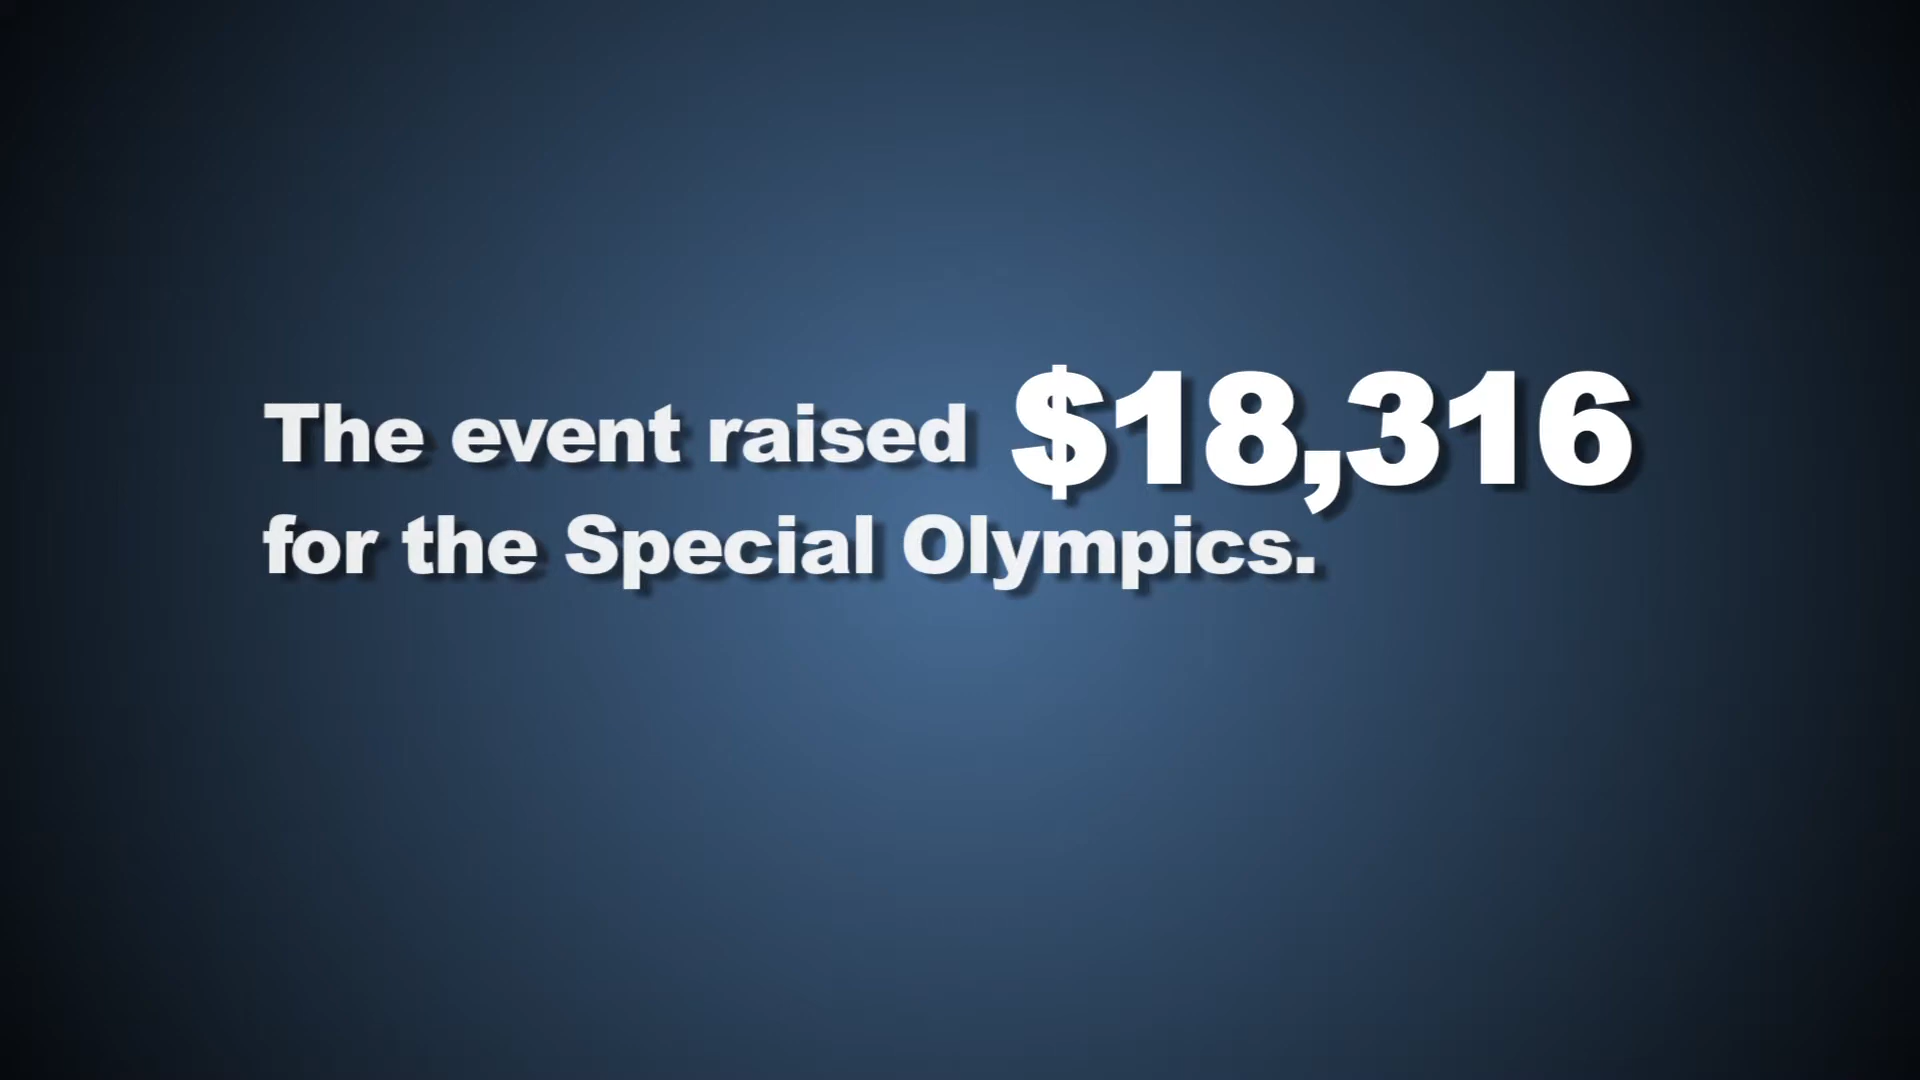 The event raised $18,316
for the Special Olympics.